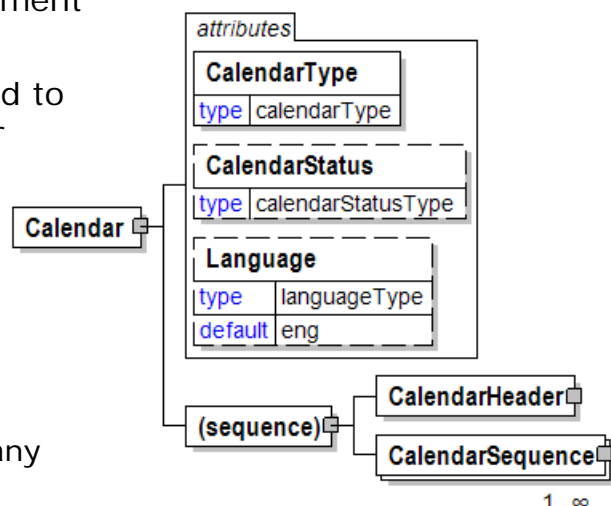 ment
attributes
CalendarType
type calendarType
d to
CalendarStatus
type calendarStatusType
Calendar
Language
type languageType
default eng
CalendarHeader
(sequence)
any
CalendarSequence
1 ∞